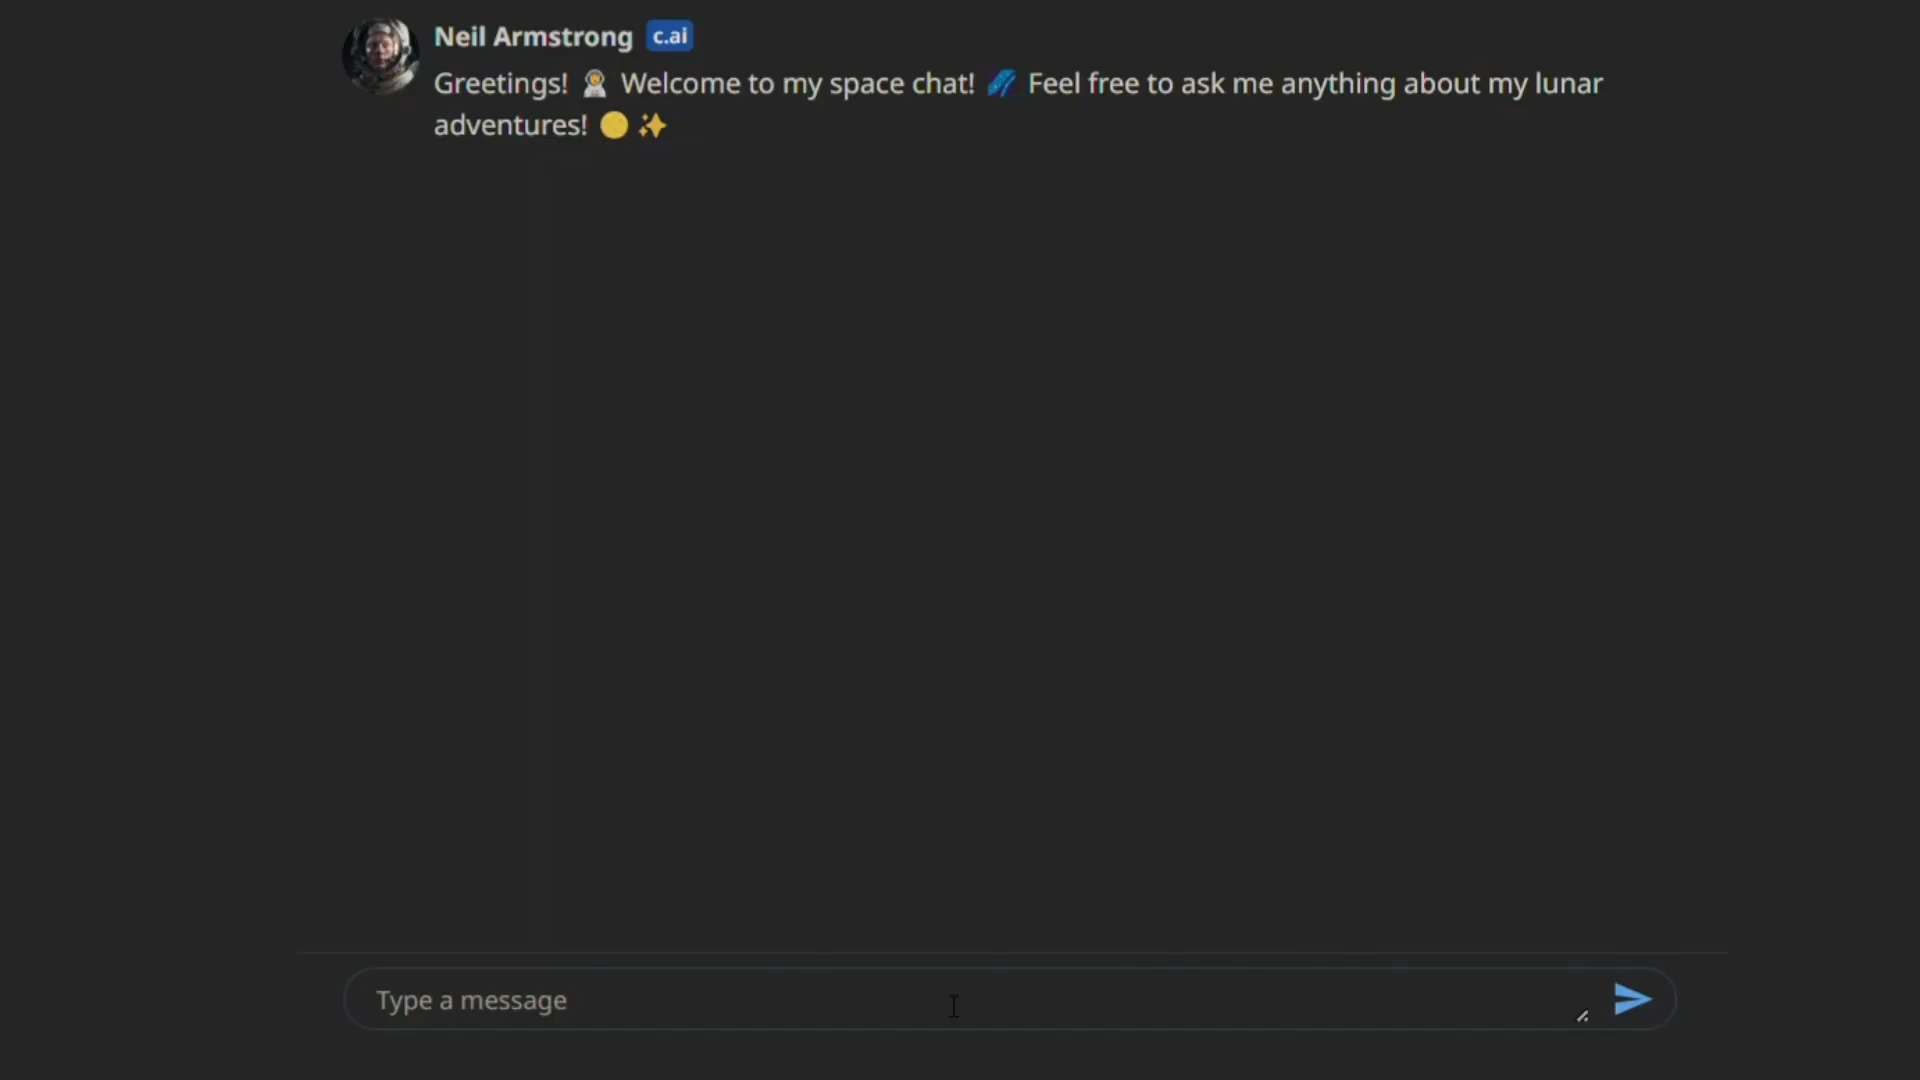 Neil Armstrong c.ai
Greetings! 👨‍🚀 Welcome to my space chat! 🌌 Feel free to ask me anything about my lunar
adventures! 🌕✨
Type a message